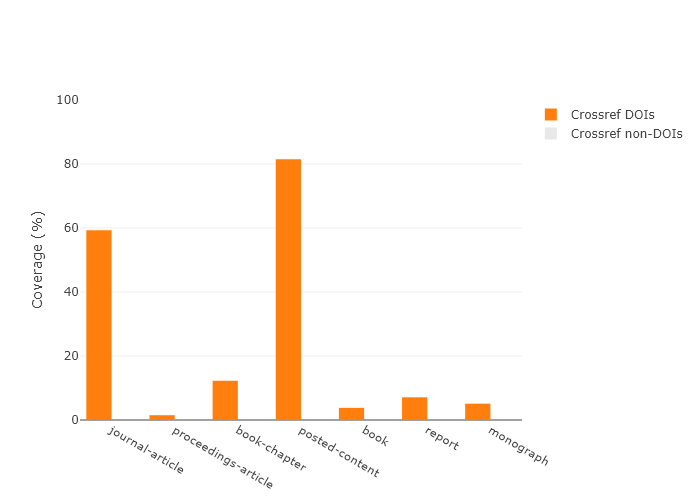 100
80
60
40
20
0
Coverage (%)
journal-article
proceedings-article
book-chapter
posted-content
book
report
monograph
Crossref DOIs
Crossref non-DOIs